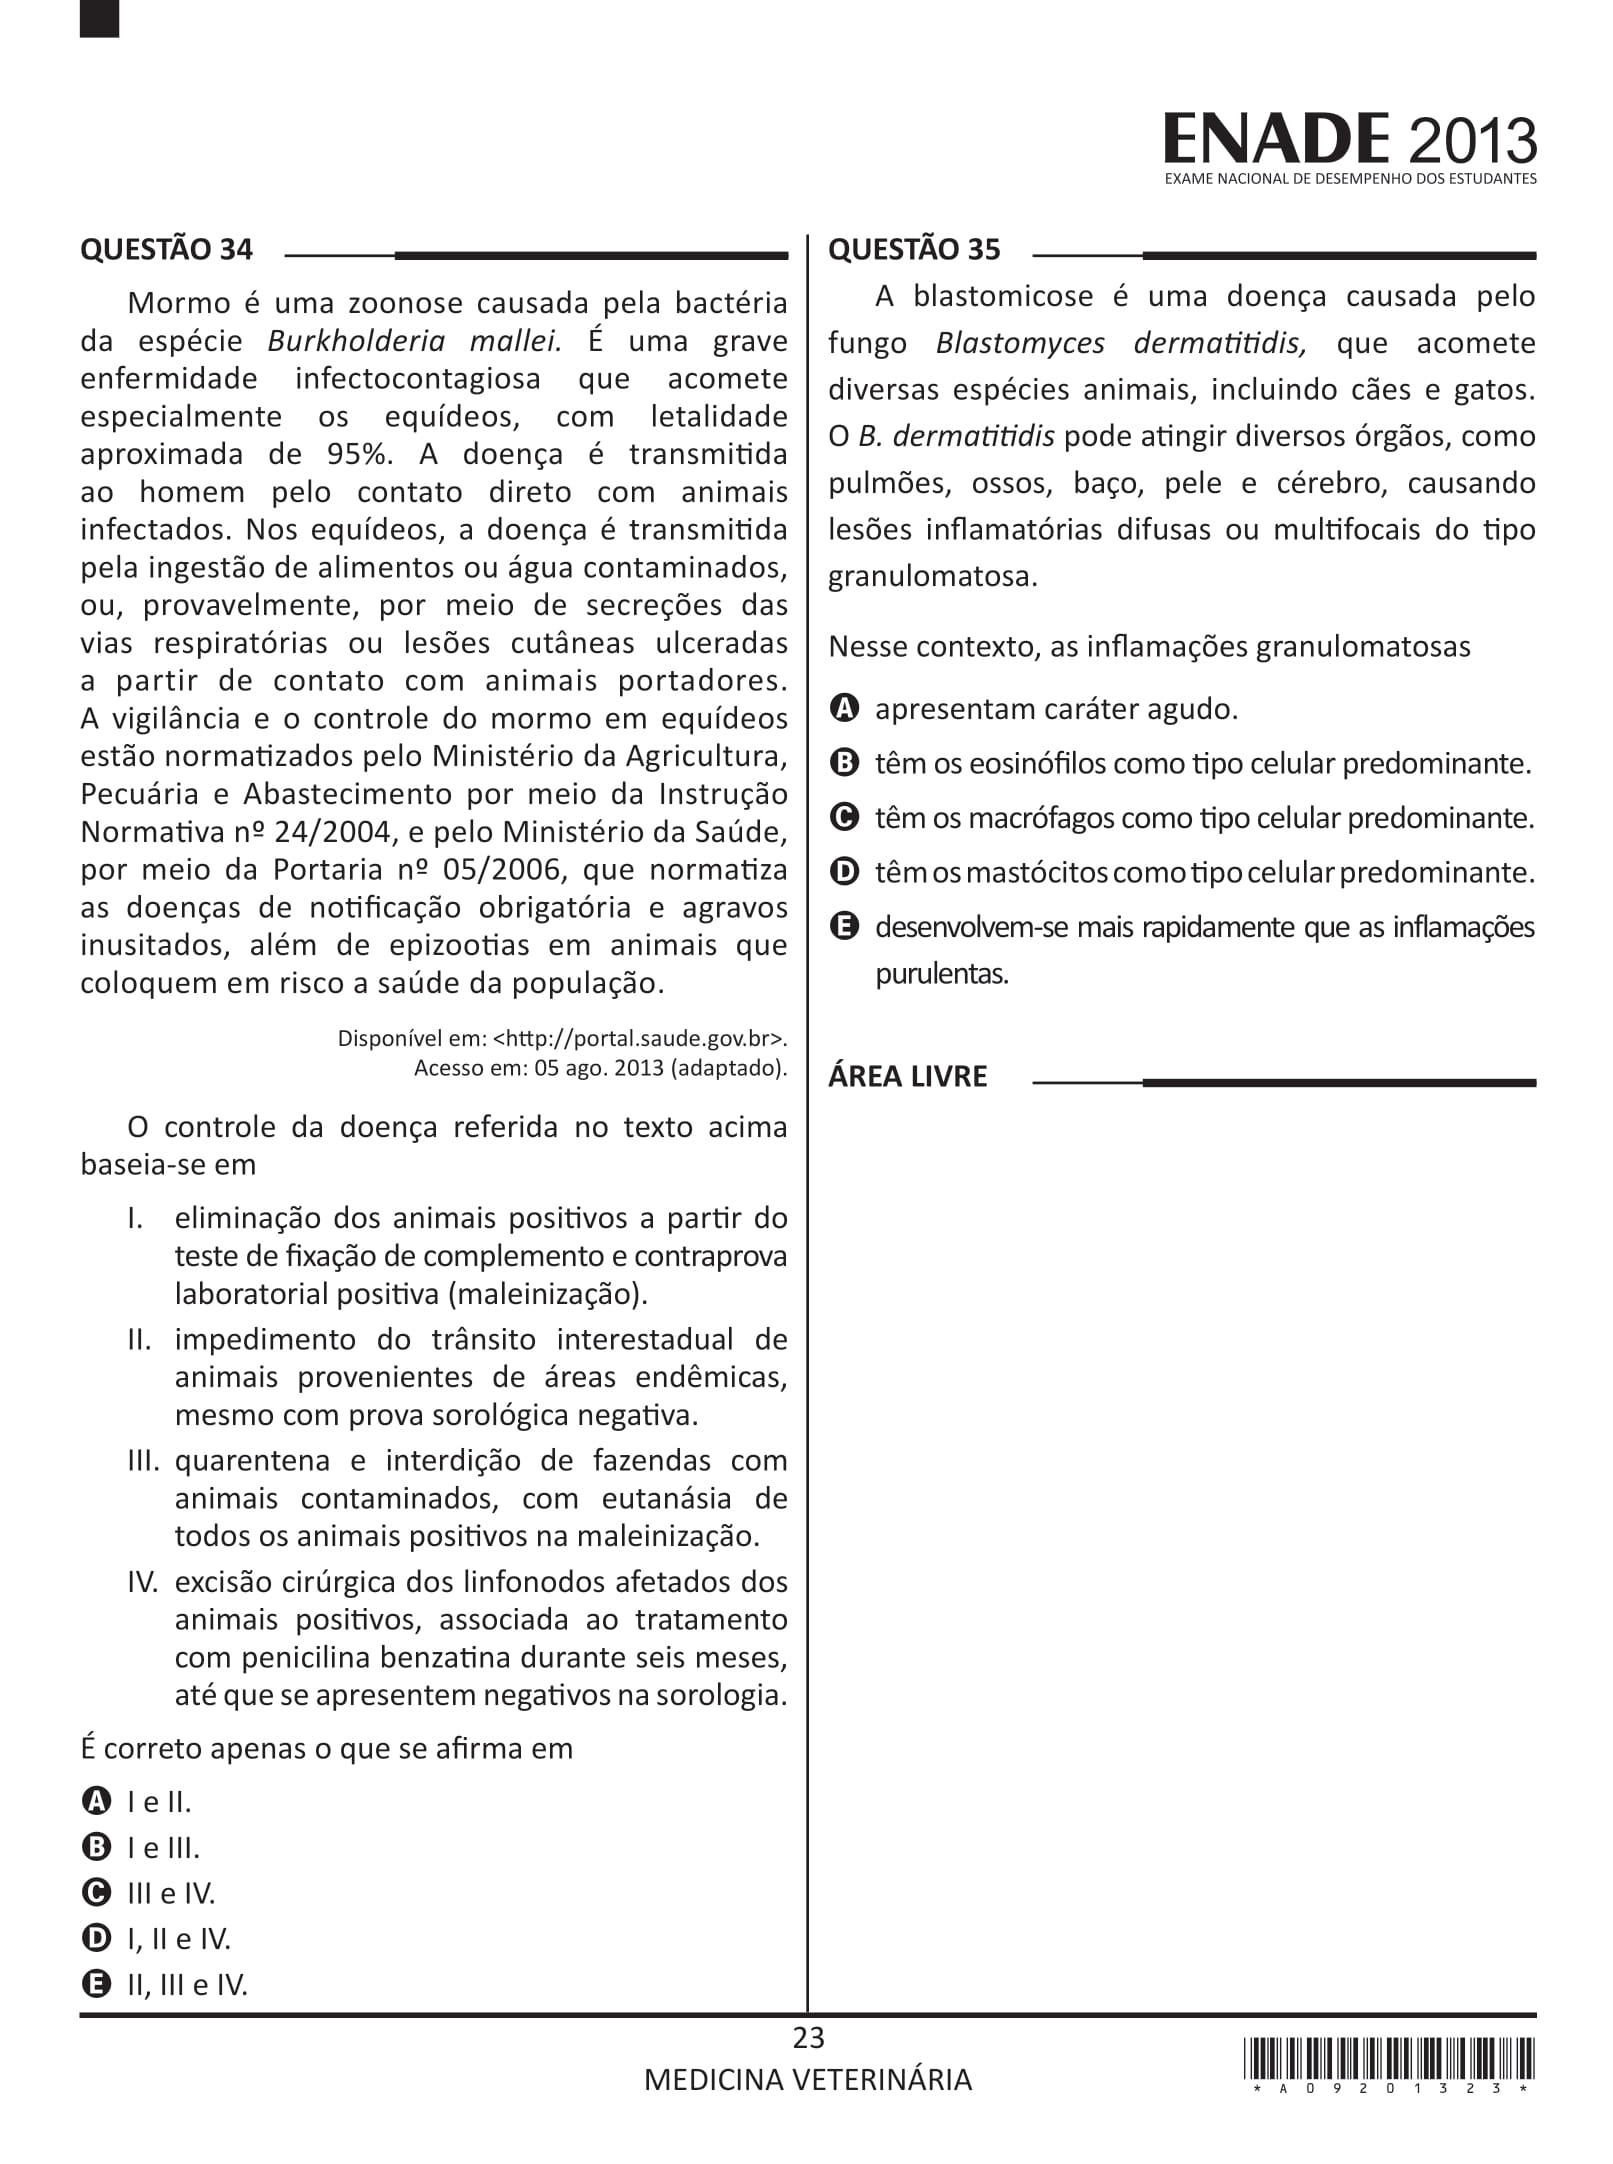 ENADE 2013
EXAME NACIONAL DE DESEMPENHO DOS ESTUDANTES
QUESTÃO 34
Mormo é uma zoonose causada pela bactéria
da espécie Burkholderia mallei. É uma grave
enfermidade infectocontagiosa que acomete
especialmente os equídeos, com letalidade
aproximada de 95%. A doença é transmitida
ao homem pelo contato direto com animais
infectados. Nos equídeos, a doença é transmitida
pela ingestão de alimentos ou água contaminados,
ou, provavelmente, por meio de secreções das
vias respiratórias ou lesões cutâneas ulceradas
a partir de contato com animais portadores.
A vigilância e o controle do mormo em equídeos
estão normatizados pelo Ministério da Agricultura,
Pecuária e Abastecimento por meio da Instrução
Normativa nº 24/2004, e pelo Ministério da Saúde,
por meio da Portaria nº 05/2006, que normatiza
as doenças de notificação obrigatória e agravos
inusitados, além de epizootias em animais que
coloquem em risco a saúde da população.
Disponível em: <http://portal.saude.gov.br>.
Acesso em: 05 ago. 2013 (adaptado).
O controle da doença referida no texto acima
baseia-se em
I. eliminação dos animais positivos a partir do
teste de fixação de complemento e contraprova
laboratorial positiva (maleinização).
II. impedimento do trânsito interestadual de
animais provenientes de áreas endêmicas,
mesmo com prova sorológica negativa.
III. quarentena e interdição de fazendas com
animais contaminados, com eutanásia de
todos os animais positivos na maleinização.
IV. excisão cirúrgica dos linfonodos afetados dos
animais positivos, associada ao tratamento
com penicilina benzatina durante seis meses,
até que se apresentem negativos na sorologia.
É correto apenas o que se afirma em
A I e II.
B I e III.
C III e IV.
D I, II e IV.
E II, III e IV.
QUESTÃO 35
A blastomicose é uma doença causada pelo
fungo Blastomyces dermatitidis, que acomete
diversas espécies animais, incluindo cães e gatos.
O B. dermatitidis pode atingir diversos órgãos, como
pulmões, ossos, baço, pele e cérebro, causando
lesões inflamatórias difusas ou multifocais do tipo
granulomatosa.
Nesse contexto, as inflamações granulomatosas
A apresentam caráter agudo.
B têm os eosinófilos como tipo celular predominante.
C têm os macrófagos como tipo celular predominante.
D têm os mastócitos como tipo celular predominante.
E desenvolvem-se mais rapidamente que as inflamações
purulentas.
ÁREA LIVRE
23
MEDICINA VETERINÁRIA
*A09201323*